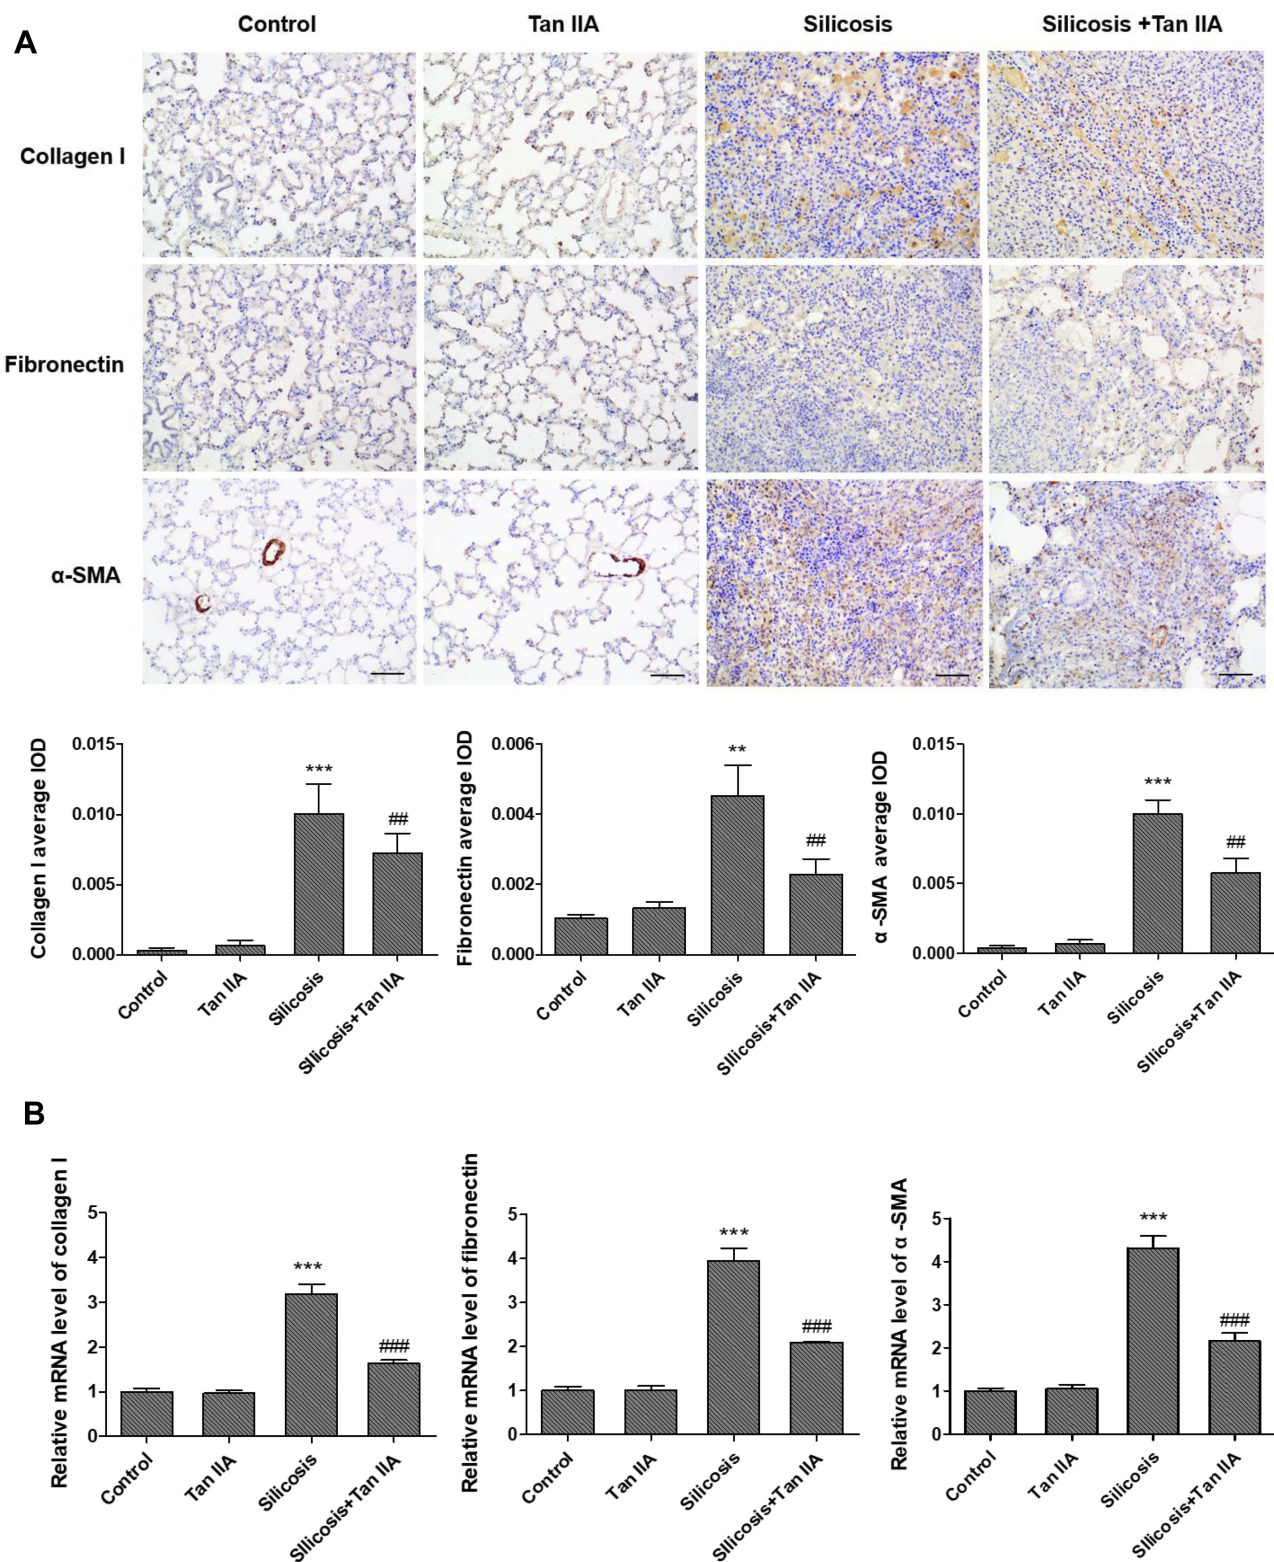 A
Control
Tan IIA
Silicosis
Silicosis +Tan IIA
Collagen I
Fibronectin
α-SMA
Collagen I average IOD
0.015
0.010
0.005
0.000
***
##
Control
Tan IIA
Silicosis
SIlicosis+Tan IIA
Fibronectin average IOD
0.006
0.004
0.002
0.000
**
##
Control
Tan IIA
Silicosis
SIlicosis+Tan IIA
α -SMA average IOD
0.015
0.010
0.005
0.000
***
##
Control
Tan IIA
Silicosis
SIlicosis+Tan IIA
B
Relative mRNA level of collagen I
5
4
3
2
1
0
***
###
Control
Tan IIA
Silicosis
SIlicosis+Tan IIA
Relative mRNA level of fibronectin
5
4
3
2
1
0
***
###
Control
Tan IIA
Silicosis
SIlicosis+Tan IIA
Relative mRNA level of α -SMA
5
4
3
2
1
0
***
###
Control
Tan IIA
Silicosis
SIlicosis+Tan IIA